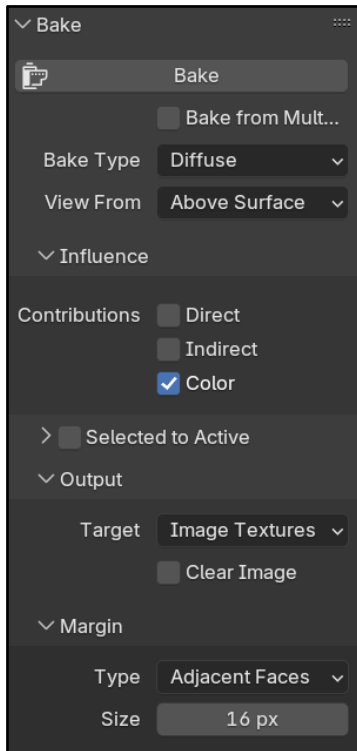 Bake
Bake
Bake from Mult...
Bake Type Diffuse
View From Above Surface
Influence
Contributions Direct
Indirect
Color
Selected to Active
Output
Target Image Textures
Clear Image
Margin
Type Adjacent Faces
Size 16 px